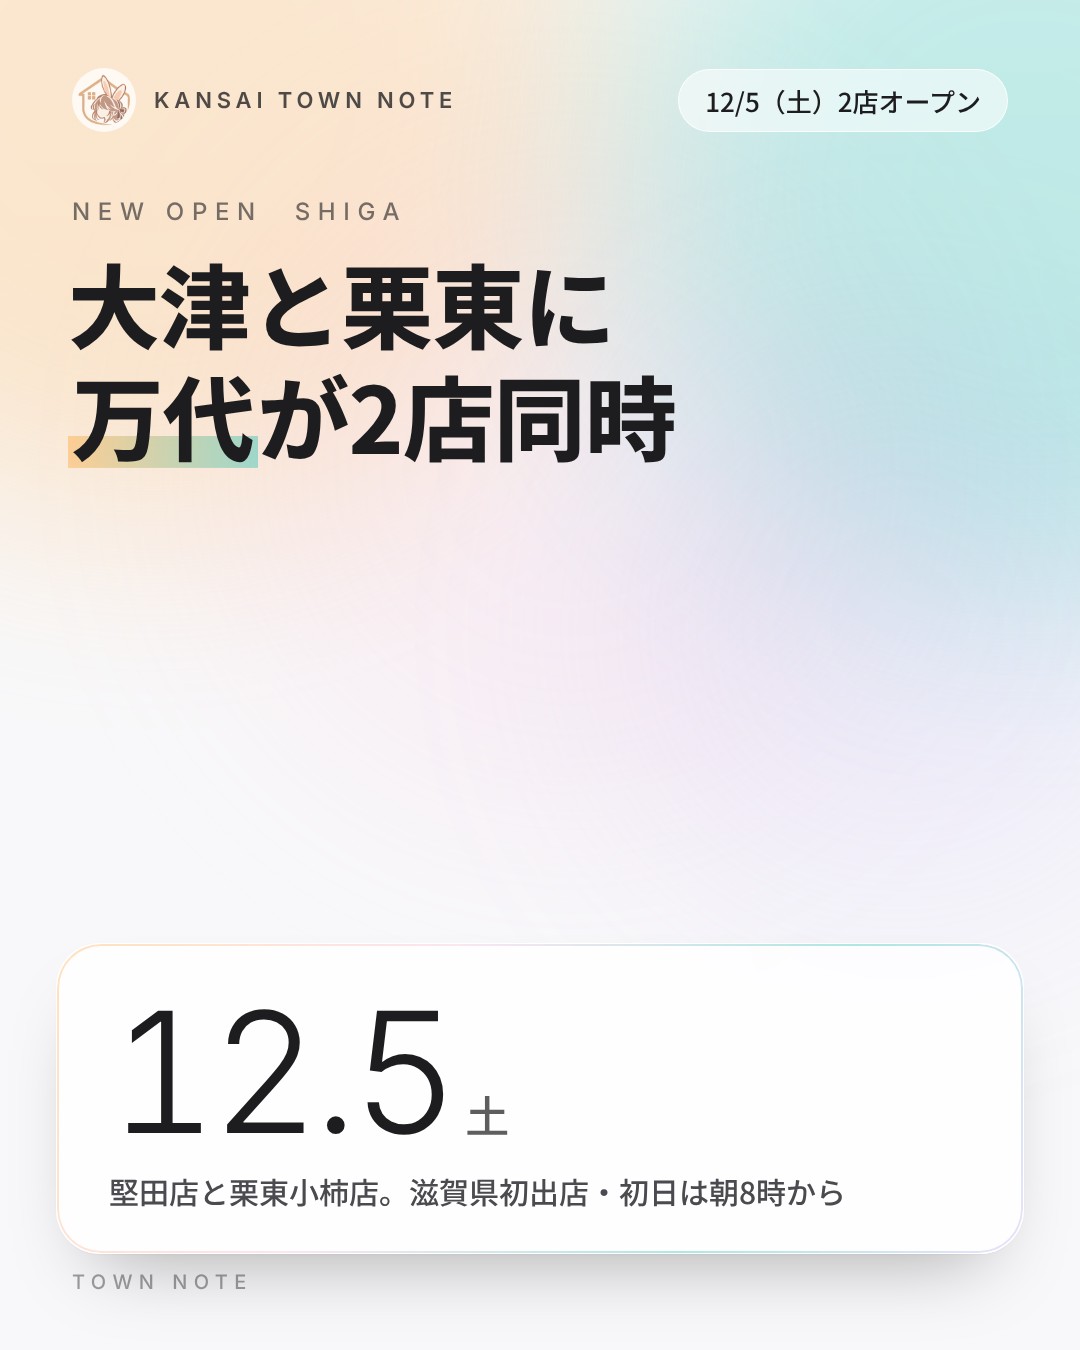 KANSAI TOWN NOTE
12/5（土）2店オープン
NEW OPEN SHIGA
大津と栗東に
万代が2店同時
12.5 土
堅田店と栗東小柿店。滋賀県初出店・初日は朝8時から
TOWN NOTE